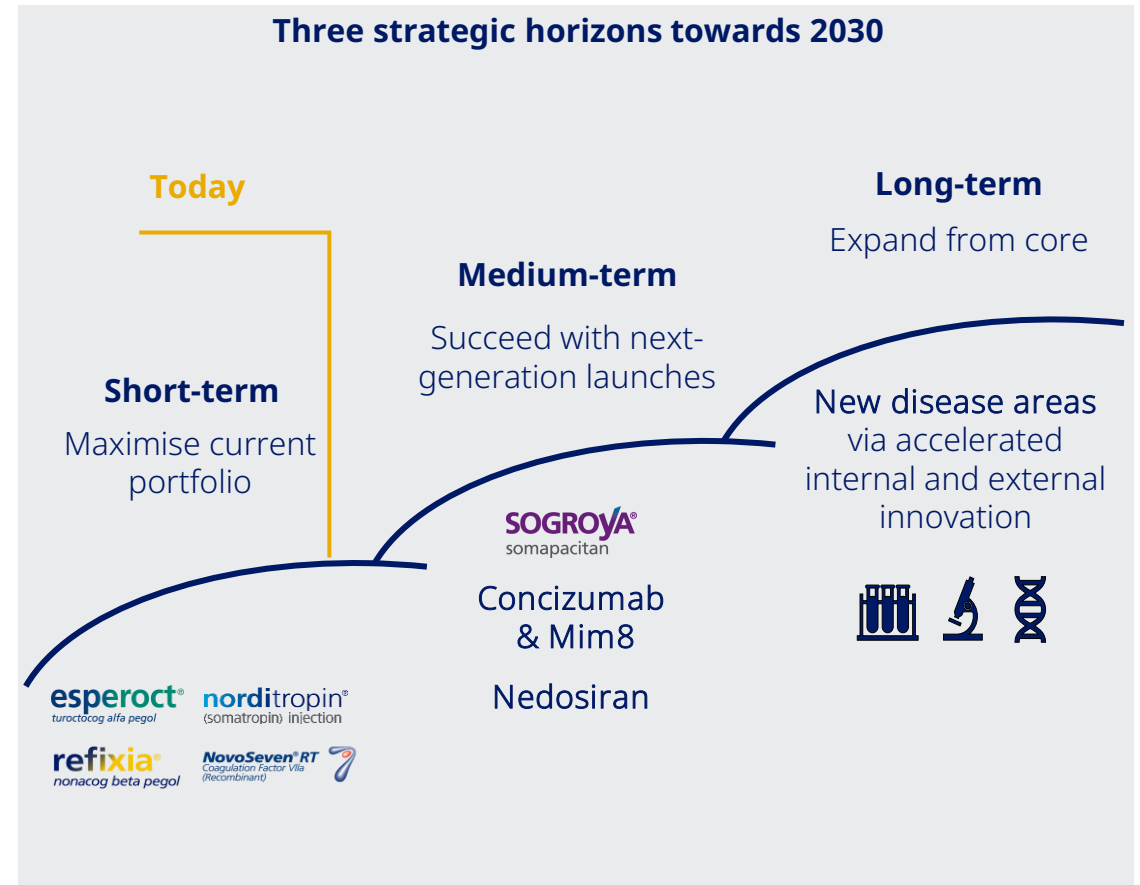 Three strategic horizons towards 2030
Today
Short-term
Maximise current
portfolio
esperoct®
turoctocog alfa pegol
norditropin®
(somatropin) injection
refixia®
nonacog beta pegol
NovoSeven®RT
Coagulation Factor VIIa
(Recombinant)
Medium-term
Succeed with next-
generation launches
SOGROYA®
somapacitan
Concizumab
& Mim8
Nedosiran
Long-term
Expand from core
New disease areas
via accelerated
internal and external
innovation